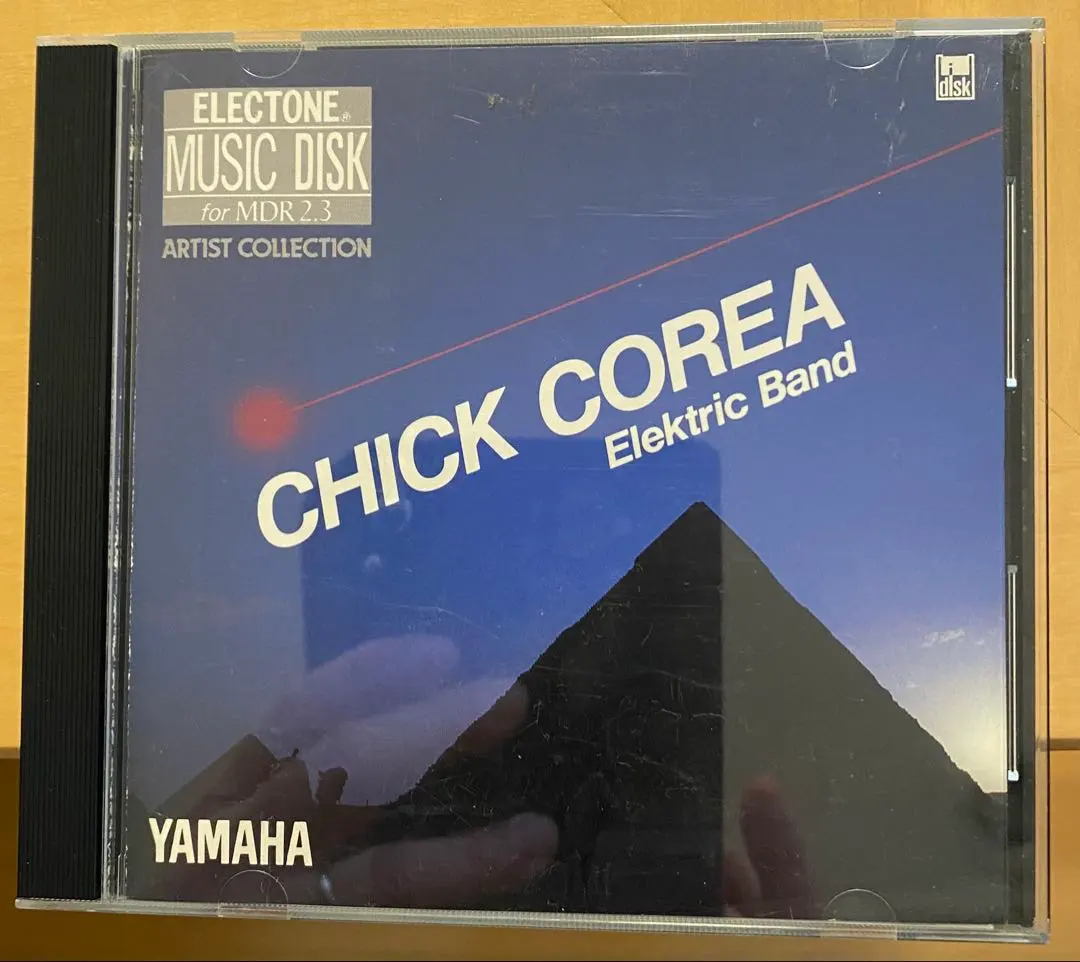 ELECTONE®
MUSIC DISK
for MDR 2.3
ARTIST COLLECTION
disk
CHICK COREA
Elektric Band
YAMAHA